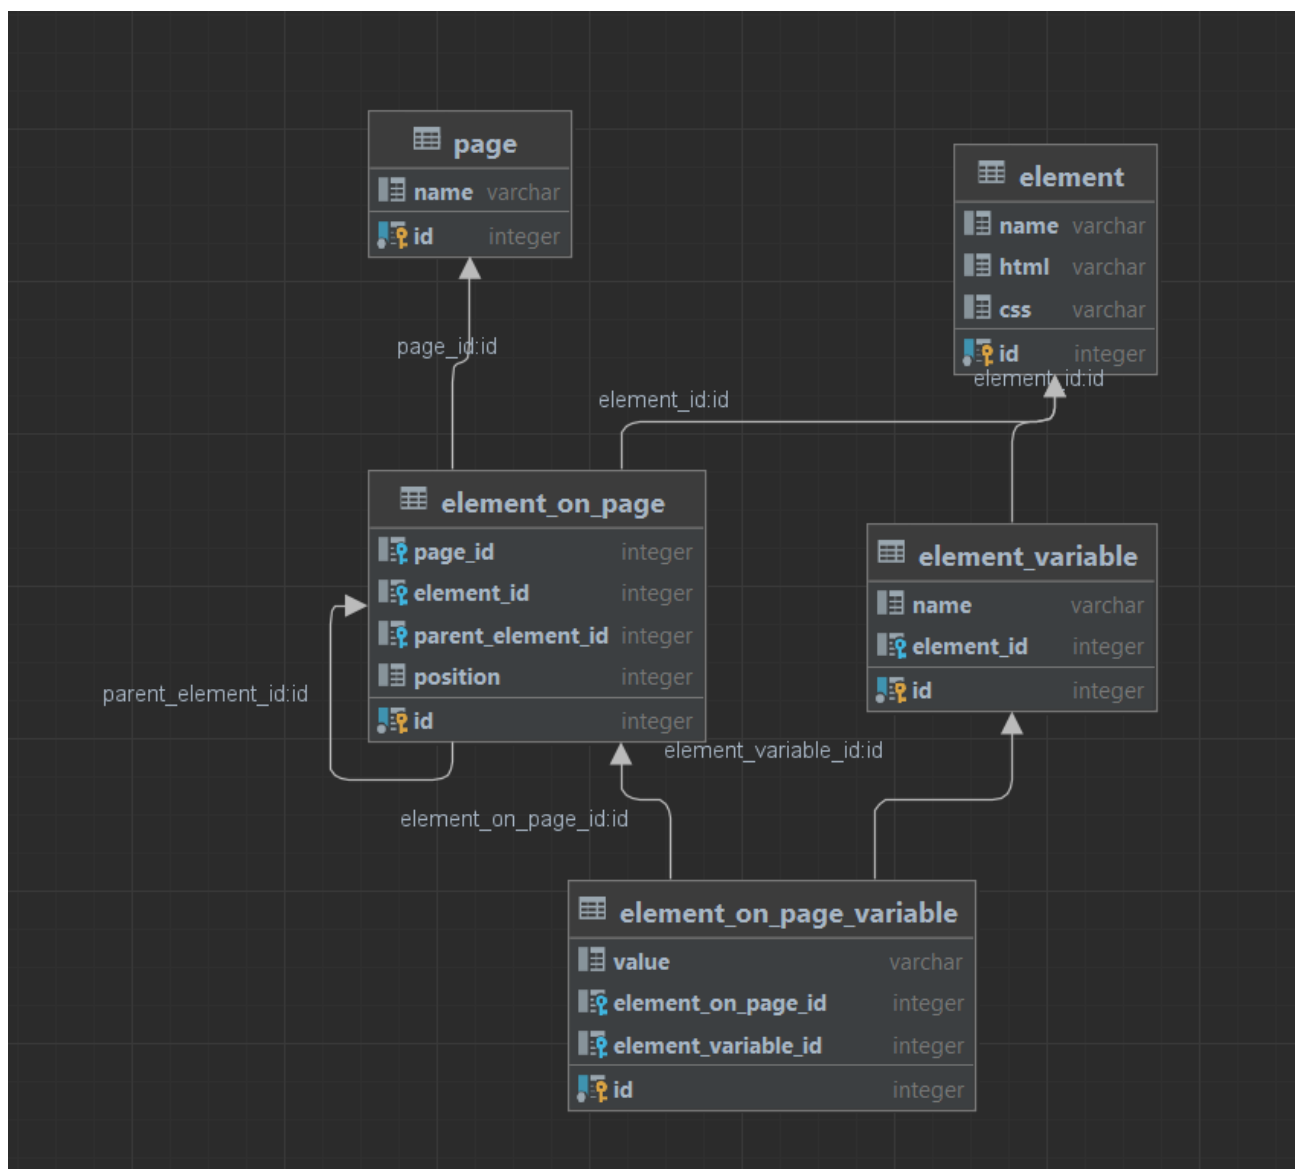 page
name varchar
id integer
element
name varchar
html varchar
css varchar
id integer
page_id:id
element_id:id
element_id:id
element_on_page
page_id integer
element_id integer
parent_element_id integer
position integer
id integer
element_variable
name varchar
element_id integer
id integer
parent_element_id:id
element_variable_id:id
element_on_page_id:id
element_on_page_variable
value varchar
element_on_page_id integer
element_variable_id integer
id integer